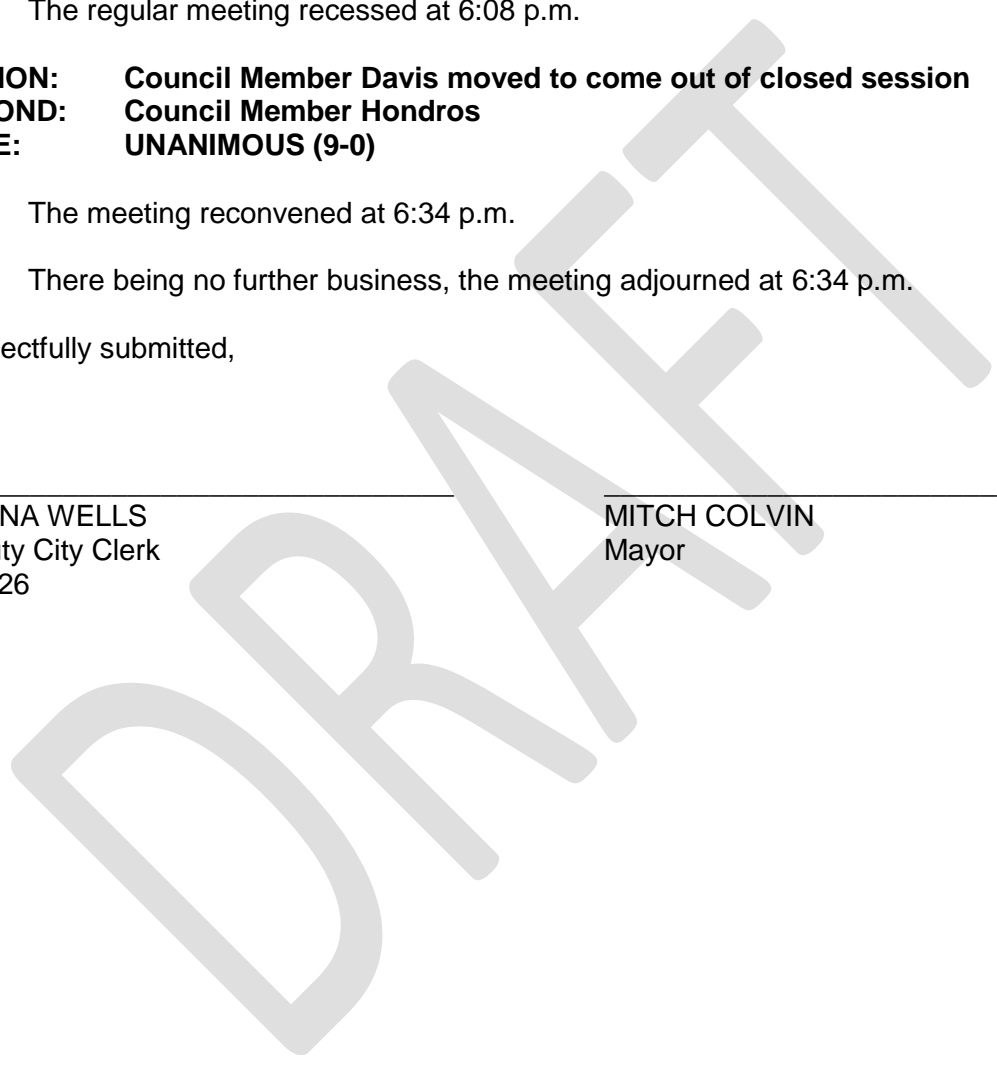 The regular meeting recessed at 6:08 p.m.
ION: Council Member Davis moved to come out of closed session
OND: Council Member Hondros
E: UNANIMOUS (9-0)
The meeting reconvened at 6:34 p.m.
There being no further business, the meeting adjourned at 6:34 p.m.
ectfully submitted,
NA WELLS MITCH COLVIN
ty City Clerk Mayor
26
DRAFT